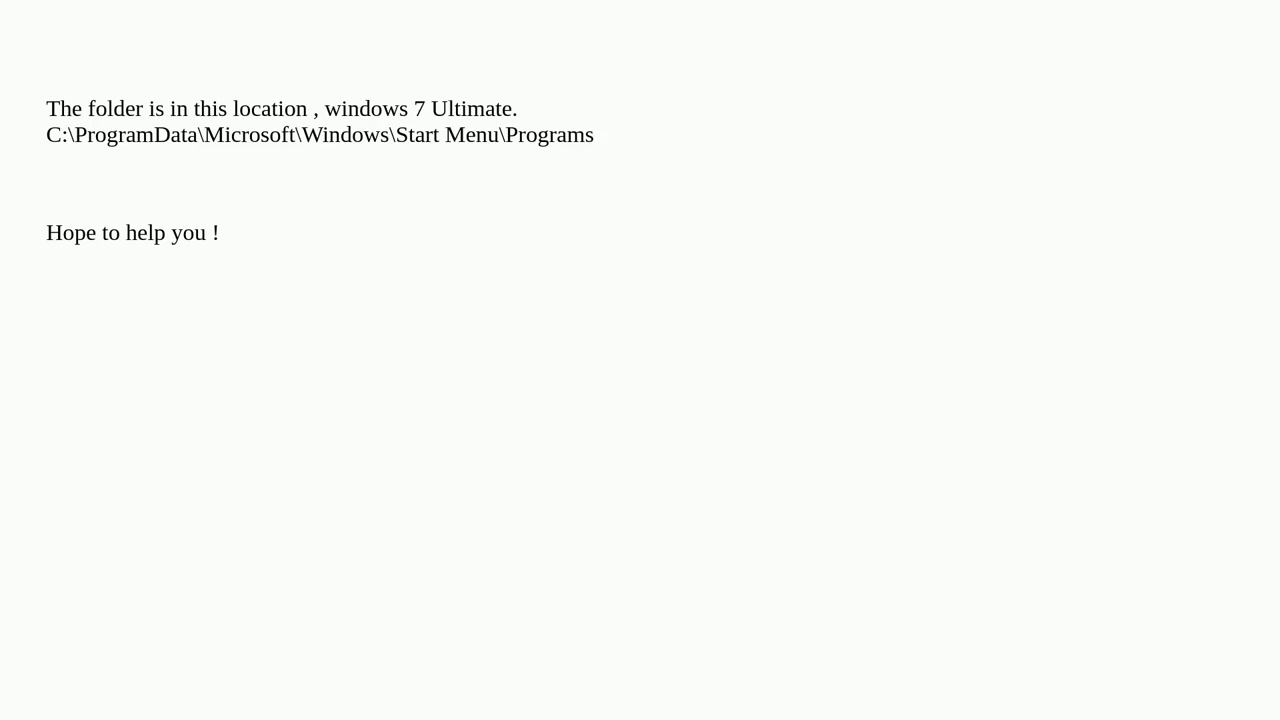 The folder is in this location , windows 7 Ultimate.
C:\ProgramData\Microsoft\Windows\Start Menu\Programs
Hope to help you !